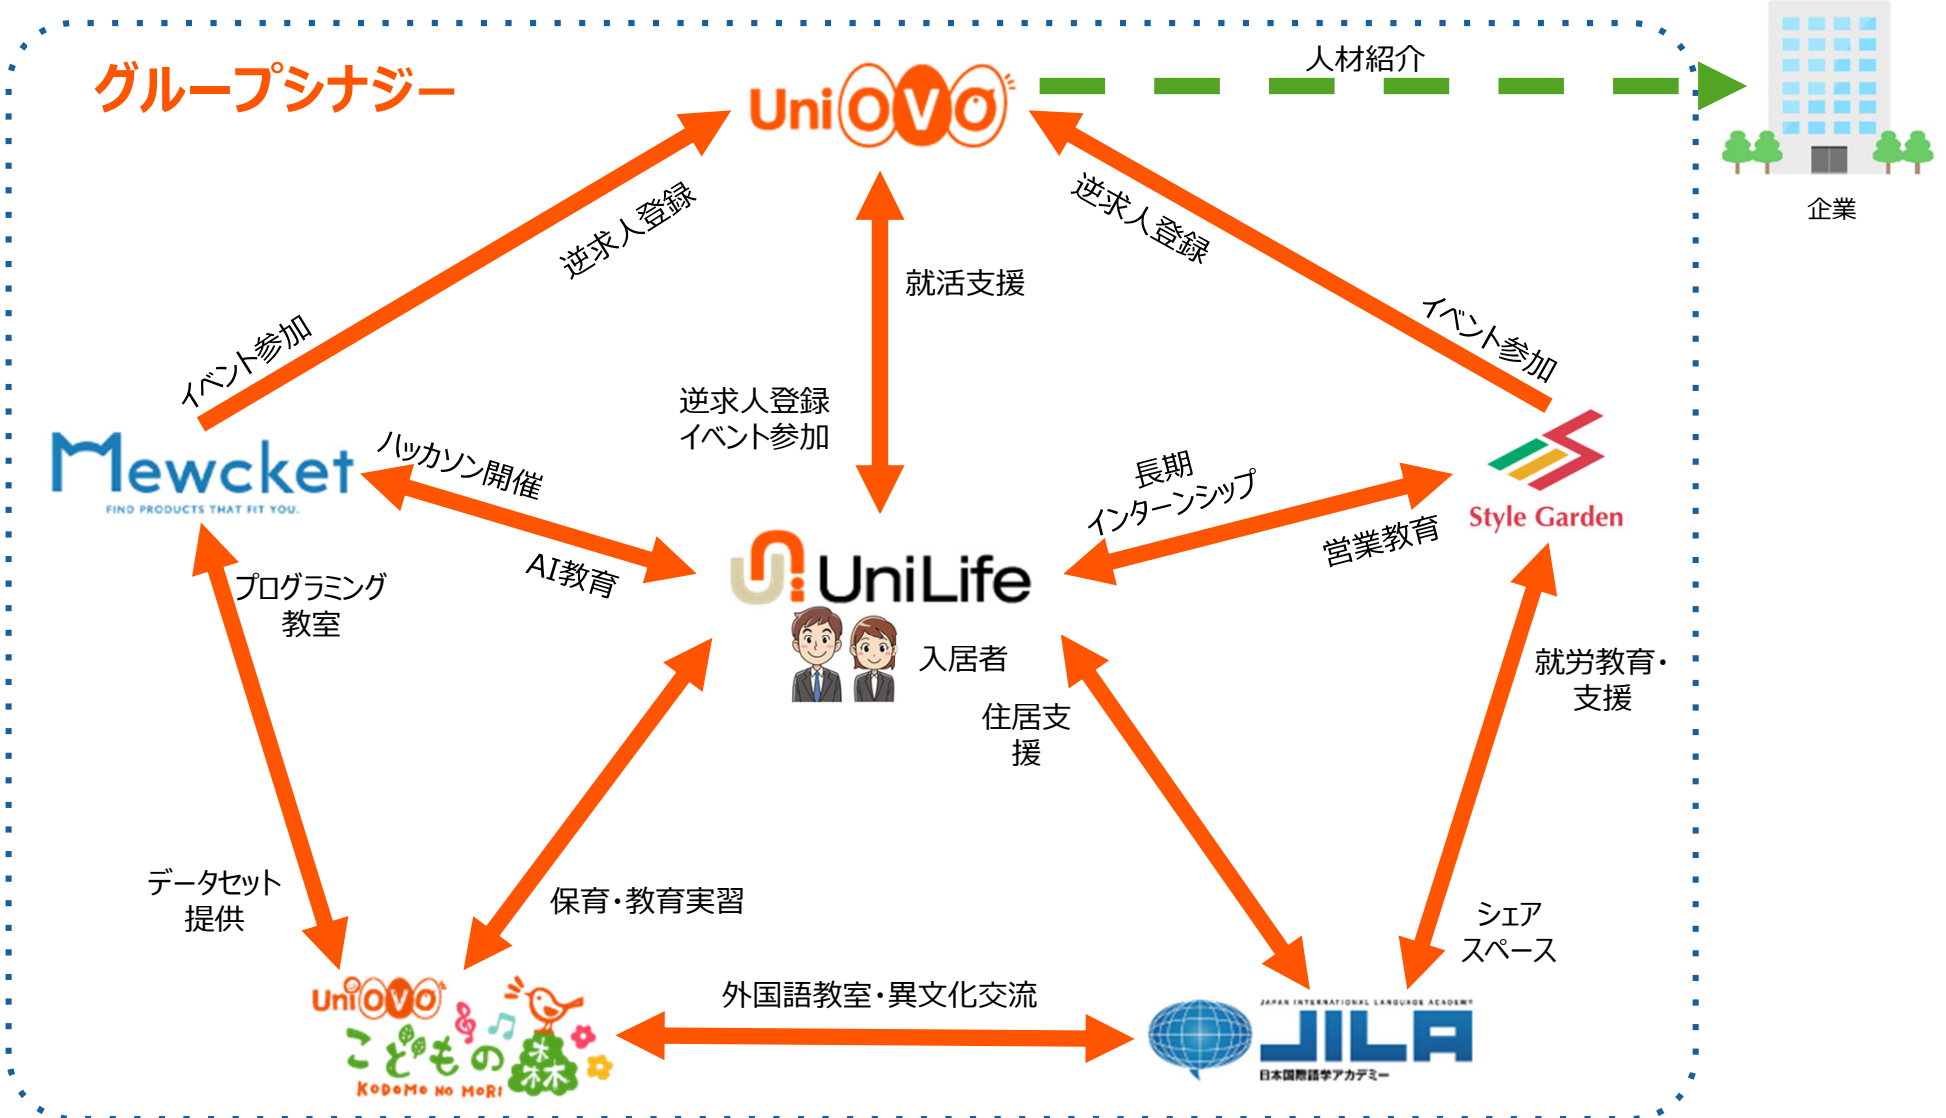 グループシナジー
UniOVO
人材紹介
企業
逆求人登録
逆求人登録
就活支援
イベント参加
イベント参加
逆求人登録
イベント参加
Mewcket
FIND PRODUCTS THAT FIT YOU.
ハッカソン開催
AI教育
長期
インターンシップ
営業教育
Style Garden
UniLife
入居者
プログラミング
教室
住居支
援
就労教育・
支援
データセット
提供
保育・教育実習
シェア
スペース
外国語教室・異文化交流
UniOVO
こどもの森
KODOMO NO MORI
JAPAN INTERNATIONAL LANGUAGE ACADEMY
JILA
日本国際語学アカデミー